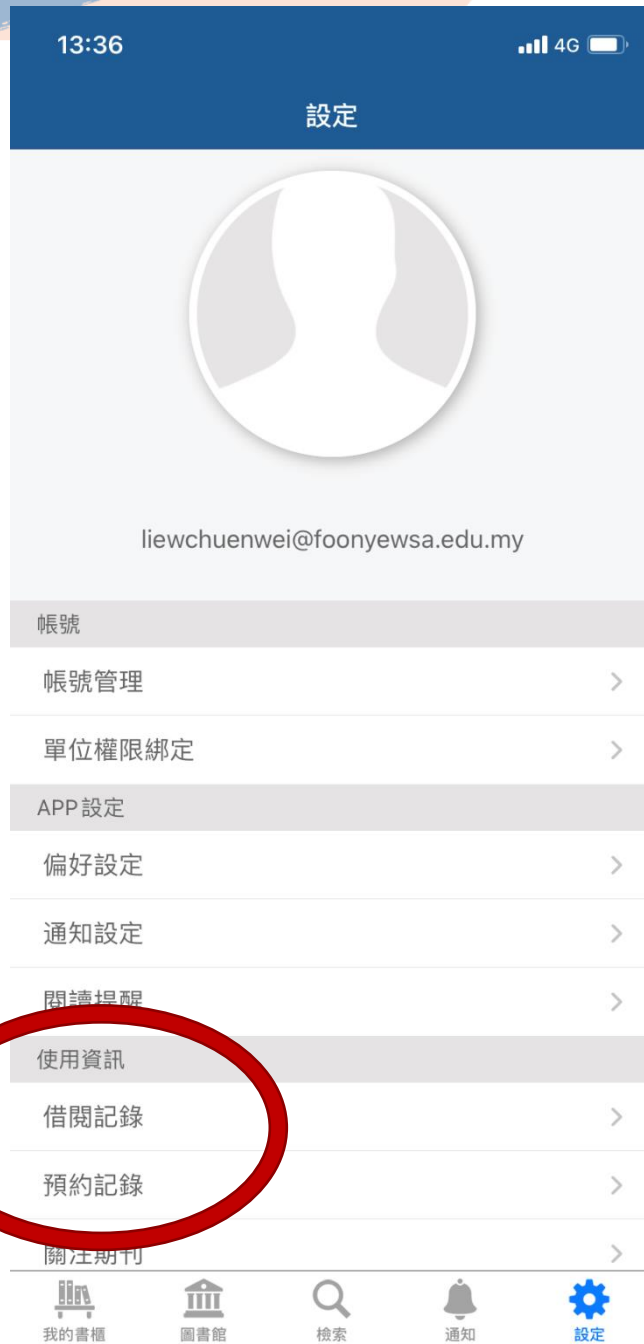 13:36
4G
設定
liewchuenwei@foonyewsa.edu.my
帳號
帳號管理
單位權限綁定
APP設定
偏好設定
通知設定
閱讀提醒
使用資訊
借閱記錄
預約記錄
關注期刊
我的書櫃 圖書館 檢索 通知 設定